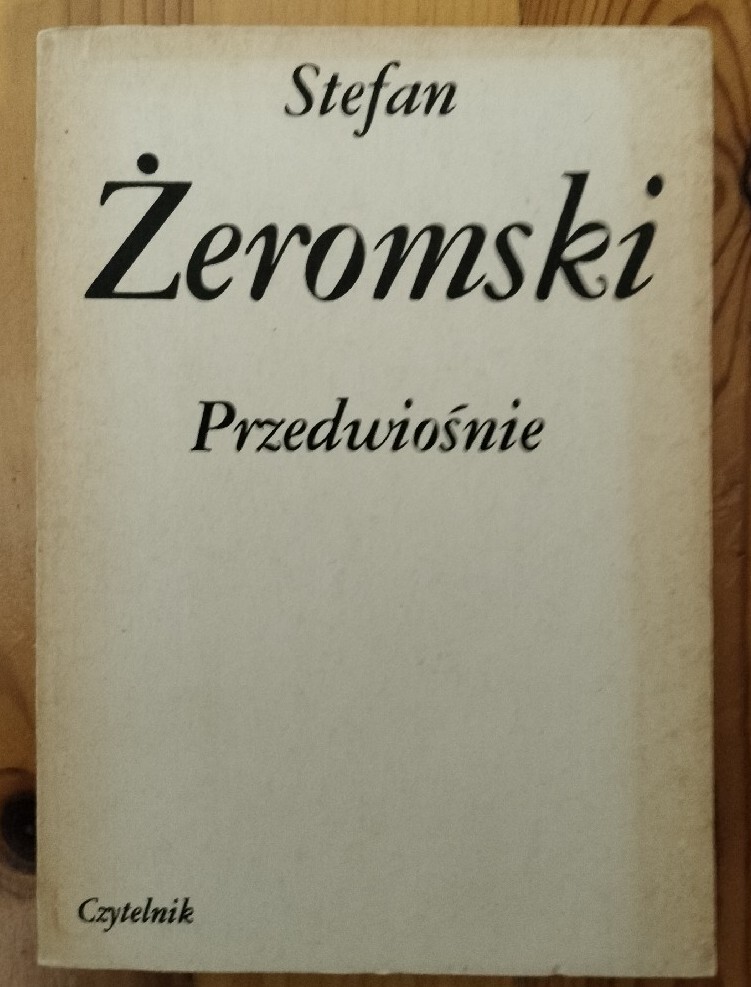 Stefan
Żeromski
Przedwiośnie
Czytelnik